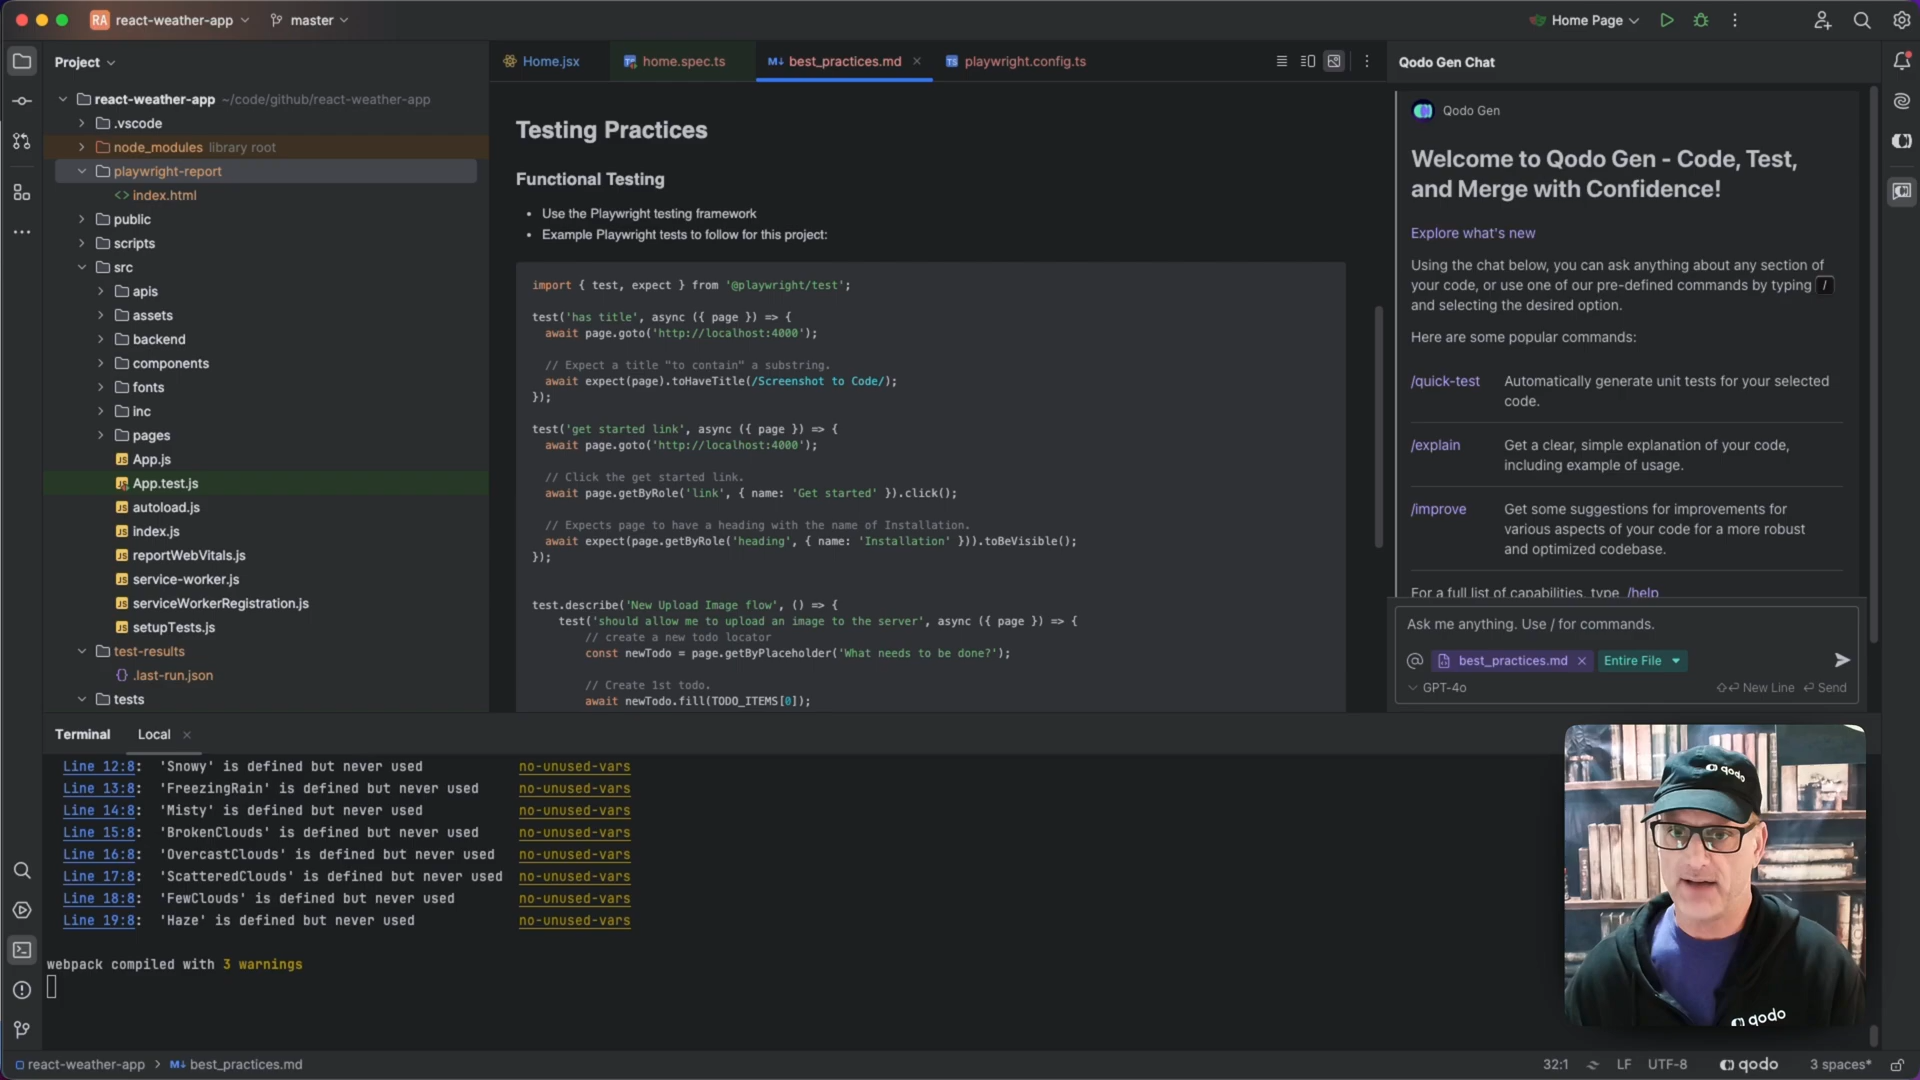 RA react-weather-app
master
Home Page
Project
react-weather-app ~/code/github/react-weather-app
.vscode
node_modules library root
playwright-report
<> index.html
public
scripts
src
apis
assets
backend
components
fonts
inc
pages
JS App.js
JS App.test.js
JS autoload.js
JS index.js
JS reportWebVitals.js
JS service-worker.js
JS serviceWorkerRegistration.js
JS setupTests.js
test-results
{} .last-run.json
tests
Home.jsx
TS home.spec.ts
M↓ best_practices.md ×
TS playwright.config.ts
Testing Practices
Functional Testing
• Use the Playwright testing framework
• Example Playwright tests to follow for this project:
import { test, expect } from '@playwright/test';
test('has title', async ({ page }) => {
await page.goto('http://localhost:4000');
// Expect a title "to contain" a substring.
await expect(page).toHaveTitle(/Screenshot to Code/);
});
test('get started link', async ({ page }) => {
await page.goto('http://localhost:4000');
// Click the get started link.
await page.getByRole('link', { name: 'Get started' }).click();
// Expects page to have a heading with the name of Installation.
await expect(page.getByRole('heading', { name: 'Installation' })).toBeVisible();
});
test.describe('New Upload Image flow', () => {
test('should allow me to upload an image to the server', async ({ page }) => {
// create a new todo locator
const newTodo = page.getByPlaceholder('What needs to be done?');
// Create 1st todo.
await newTodo.fill(TODO_ITEMS[0]);
Qodo Gen Chat
Qodo Gen
Welcome to Qodo Gen - Code, Test,
and Merge with Confidence!
Explore what's new
Using the chat below, you can ask anything about any section of
your code, or use one of our pre-defined commands by typing /
and selecting the desired option.
Here are some popular commands:
/quick-test Automatically generate unit tests for your selected
code.
/explain Get a clear, simple explanation of your code,
including example of usage.
/improve Get some suggestions for improvements for
various aspects of your code for a more robust
and optimized codebase.
For a full list of capabilities, type /help
Ask me anything. Use / for commands.
@ best_practices.md × Entire File
GPT-4o
New Line
Send
Terminal
Local ×
Line 12:8: 'Snowy' is defined but never used no-unused-vars
Line 13:8: 'FreezingRain' is defined but never used no-unused-vars
Line 14:8: 'Misty' is defined but never used no-unused-vars
Line 15:8: 'BrokenClouds' is defined but never used no-unused-vars
Line 16:8: 'OvercastClouds' is defined but never used no-unused-vars
Line 17:8: 'ScatteredClouds' is defined but never used no-unused-vars
Line 18:8: 'FewClouds' is defined but never used no-unused-vars
Line 19:8: 'Haze' is defined but never used no-unused-vars
webpack compiled with 3 warnings
qodo
qodo
react-weather-app > M↓ best_practices.md
32:1
LF
UTF-8
qodo
3 spaces*